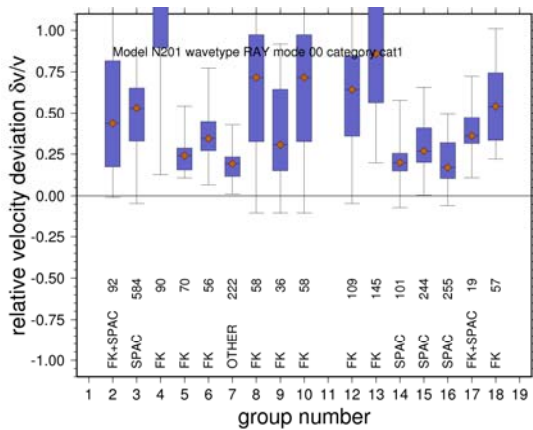 1.00
Model N201 wavetype RAY mode 00 category cat1
0.75
0.50
0.25
0.00
-0.25
-0.50
-0.75
-1.00
relative velocity deviation δv/v
92 584 90 70 56 222 58 36 58 109 145 101 244 255 19 57
FK+SPAC SPAC FK FK FK OTHER FK FK FK FK FK SPAC SPAC SPAC FK+SPAC FK
1 2 3 4 5 6 7 8 9 10 11 12 13 14 15 16 17 18 19
group number